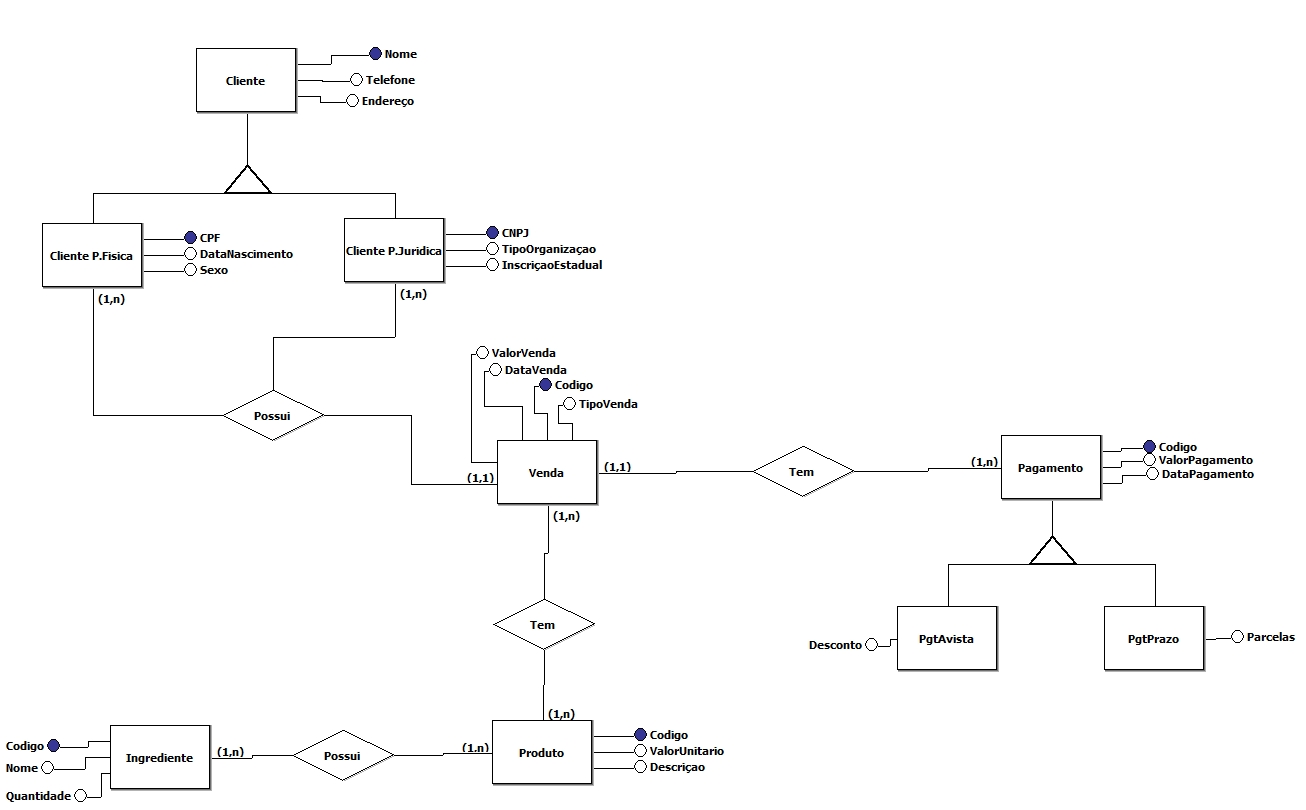 Nome
Cliente
Telefone
Endereço
CPF
Cliente P.Fisica
DataNascimento
Sexo
CNPJ
Cliente P.Juridica
TipoOrganizaçao
InscriçaoEstadual
(1,n)
(1,n)
Possui
ValorVenda
DataVenda
Codigo
TipoVenda
Venda
(1,1)
(1,1)
(1,n)
Tem
(1,n)
Pagamento
Codigo
ValorPagamento
DataPagamento
Desconto
PgtAvista
PgtPrazo
Parcelas
Tem
(1,n)
Produto
Codigo
ValorUnitario
Descriçao
(1,n)
Possui
(1,n)
Ingrediente
Codigo
Nome
Quantidade